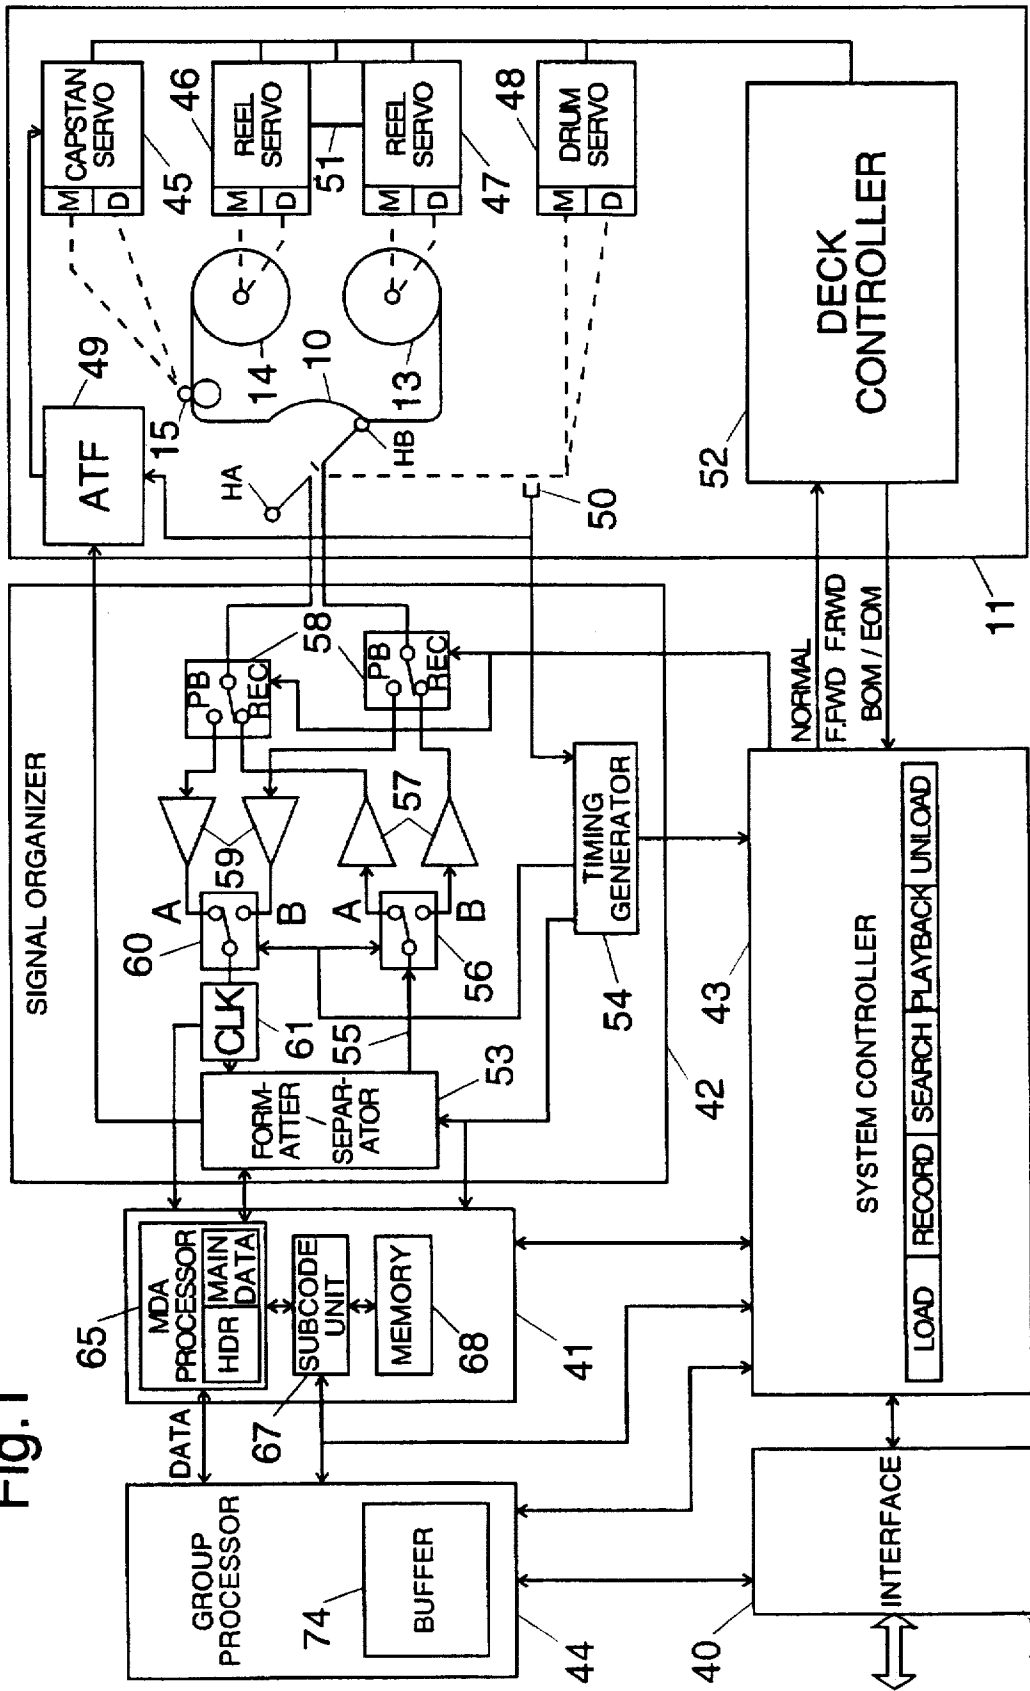 Fig.1
GROUP
PROCESSOR
74
BUFFER
44
DATA
65
MDA
PROCESSOR
HDR
MAIN
DATA
67
SUBCODE
UNIT
MEMORY
68
41
SIGNAL ORGANIZER
FORM-
ATTER
SEPAR-
ATOR
53
CLK
61
55
60
A
B
59
A
B
56
57
PB
REC
58
PB
REC
TIMING
GENERATOR
54
42
ATF
49
HA
HB
15
14
10
13
50
CAPSTAN
SERVO
M
D
45
46
REEL
SERVO
M
D
51
REEL
SERVO
M
D
47
48
DRUM
SERVO
M
D
52
DECK
CONTROLLER
11
NORMAL
F.FWD F.RWD
BOM / EOM
40
INTERFACE
43
SYSTEM CONTROLLER
LOAD
RECORD
SEARCH
PLAYBACK
UNLOAD